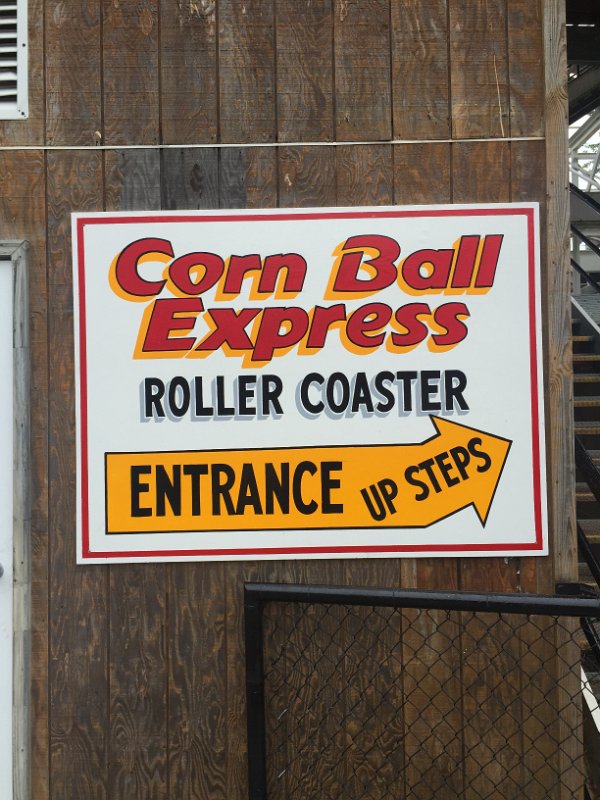 Corn Ball
Express
ROLLER COASTER
ENTRANCE UP STEPS